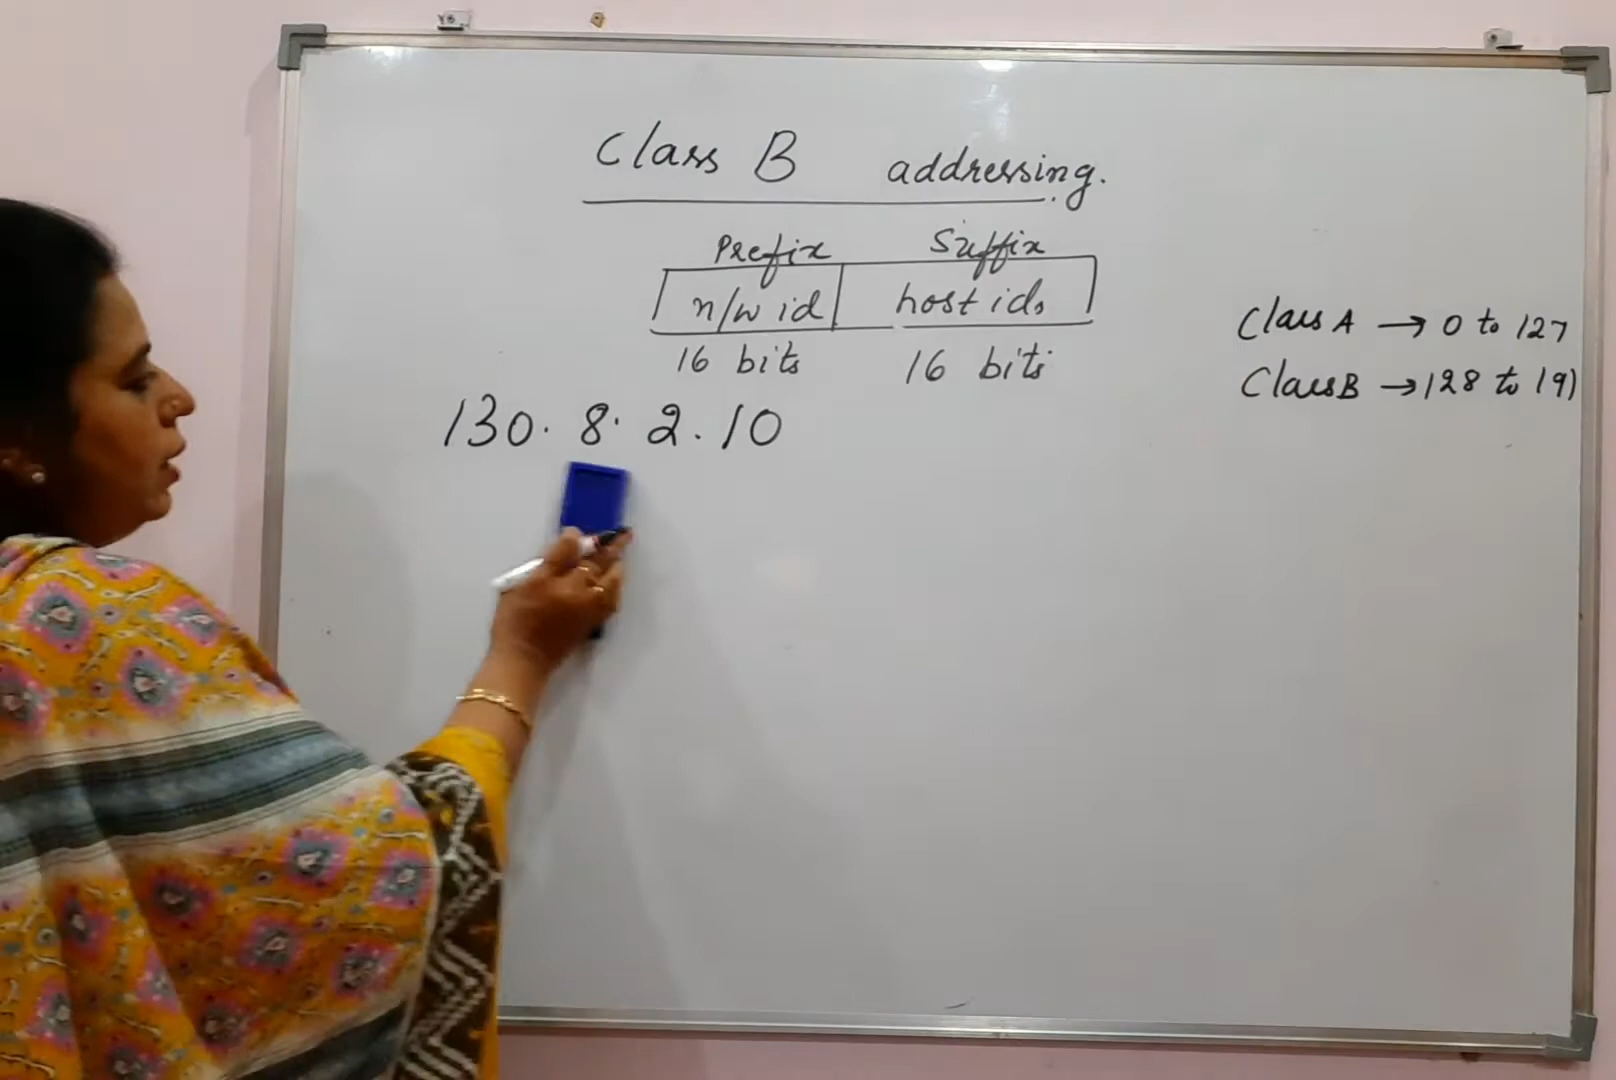 Class B addressing.
Prefix Suffix
n/w id host ids
16 bits 16 bits
Class A → 0 to 127
Class B → 128 to 191
130. 8. 2. 10